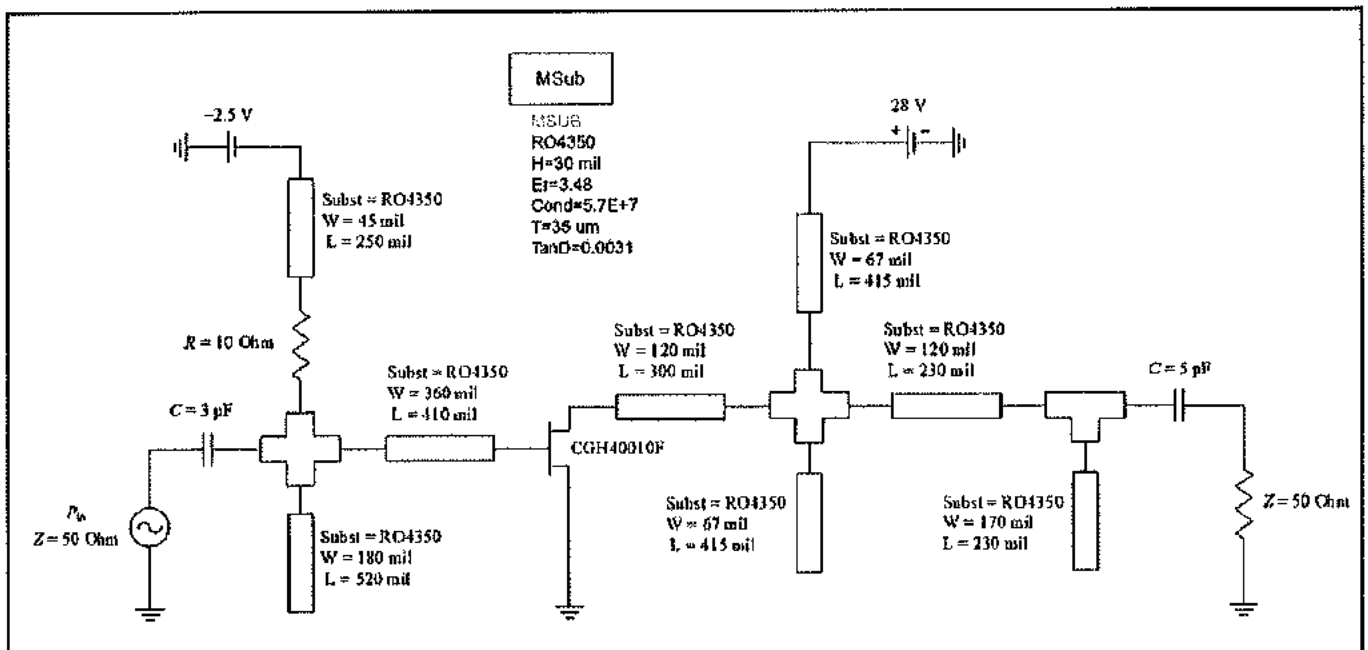 MSub
MSUB
RO4350
H=30 mil
Er=3.48
Cond=5.7E+7
T=35 um
TanD=0.0031
−2.5 V
Subst = RO4350
W = 45 mil
L = 250 mil
R = 10 Ohm
C = 3 pF
Subst = RO4350
W = 360 mil
L = 410 mil
Pin
Z = 50 Ohm
Subst = RO4350
W = 180 mil
L = 520 mil
CGH40010F
Subst = RO4350
W = 120 mil
L = 300 mil
28 V
+ -
Subst = RO4350
W = 67 mil
L = 415 mil
Subst = RO4350
W = 120 mil
L = 230 mil
Subst = RO4350
W = 67 mil
L = 415 mil
Subst = RO4350
W = 170 mil
L = 230 mil
C = 5 pF
Z = 50 Ohm